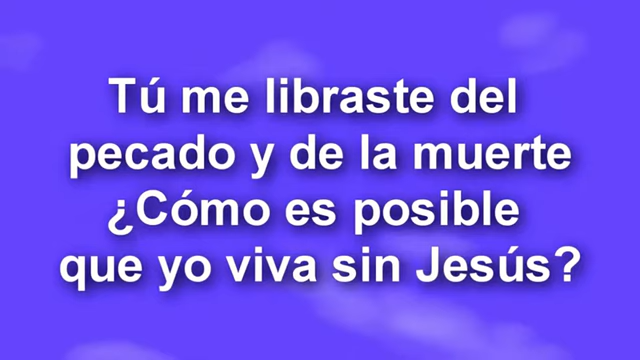 Tú me libraste del
pecado y de la muerte
¿Cómo es posible
que yo viva sin Jesús?